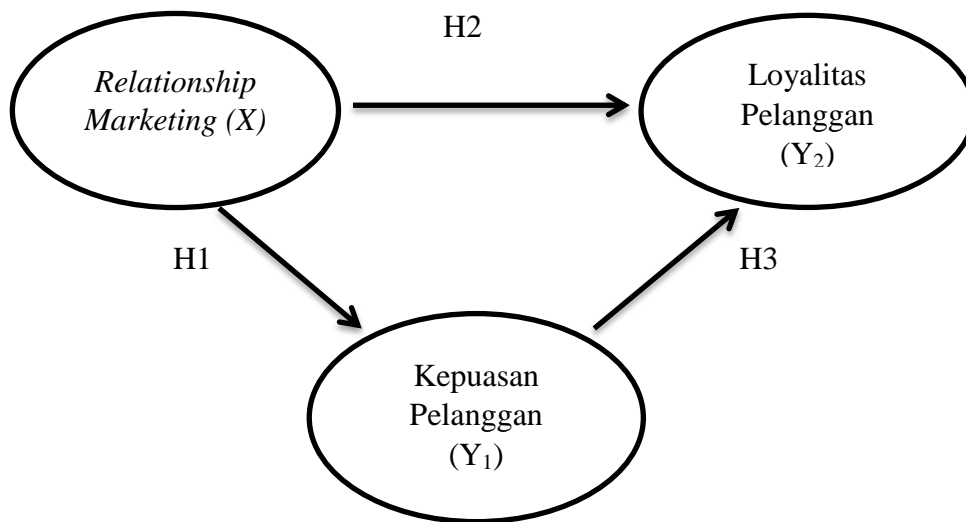 H2
Relationship
Marketing (X)
Loyalitas
Pelanggan
(Y₂)
H1
H3
Kepuasan
Pelanggan
(Y₁)